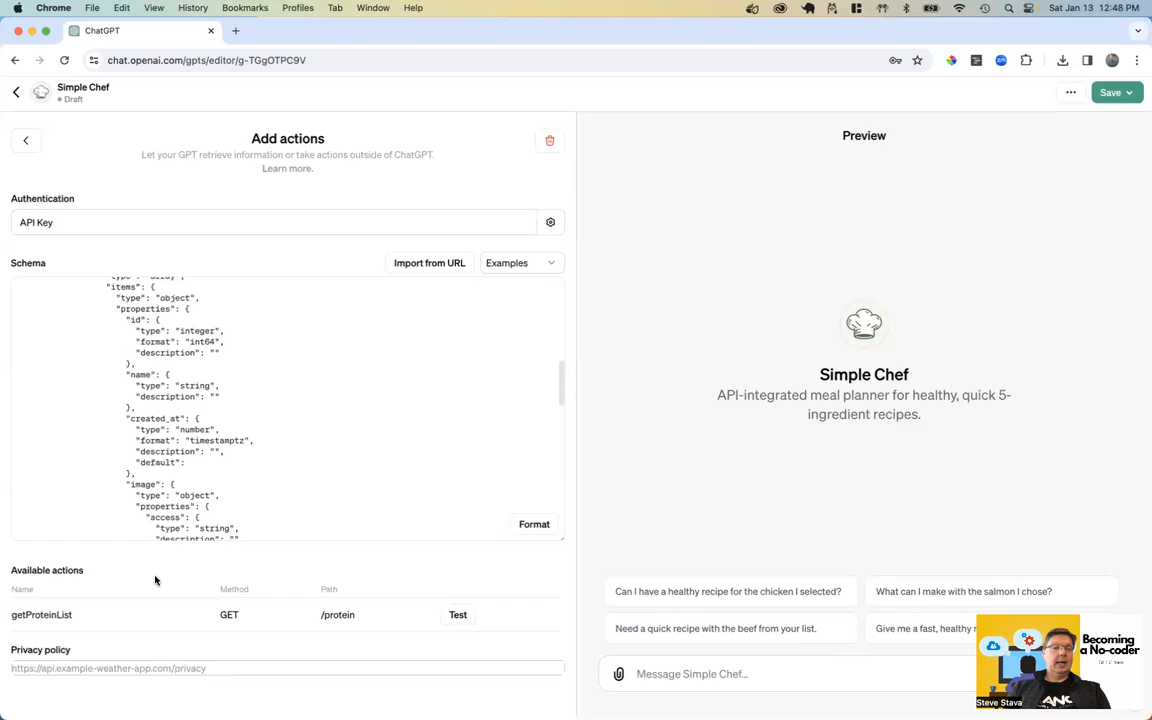 Chrome File Edit View History Bookmarks Profiles Tab Window Help Sat Jan 13 12:48 PM
ChatGPT
chat.openai.com/gpts/editor/g-TGgOTPC9V
Simple Chef
Draft
Save
Add actions
Let your GPT retrieve information or take actions outside of ChatGPT.
Learn more.
Authentication
API Key
Schema
Import from URL
Examples
"items": {
"type": "object",
"properties": {
"id": {
"type": "integer",
"format": "int64",
"description": ""
},
"name": {
"type": "string",
"description": ""
},
"created_at": {
"type": "number",
"format": "timestamptz",
"description": "",
"default":
},
"image": {
"type": "object",
"properties": {
"access": {
"type": "string",
"description": ""
Format
Available actions
Name Method Path
getProteinList GET /protein Test
Privacy policy
https://api.example-weather-app.com/privacy
Preview
Simple Chef
API-integrated meal planner for healthy, quick 5-
ingredient recipes.
Can I have a healthy recipe for the chicken I selected?
What can I make with the salmon I chose?
Need a quick recipe with the beef from your list.
Give me a fast, healthy
Message Simple Chef...
Becoming
a No-coder
Steve Stava